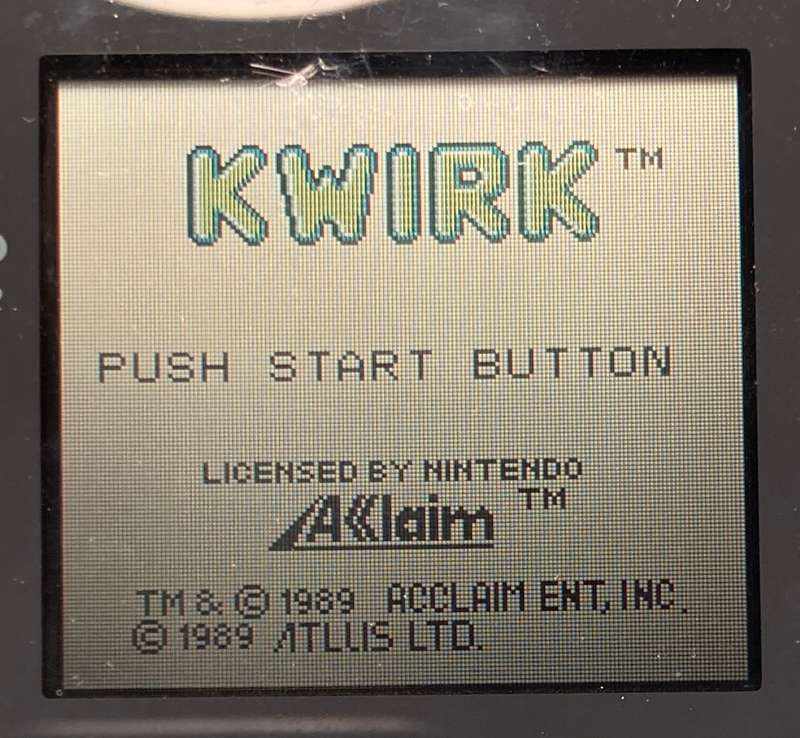 KWIRK™
PUSH START BUTTON
LICENSED BY NINTENDO
Acclaim™
TM & © 1989 ACCLAIM ENT, INC.
© 1989 ATLUS LTD.